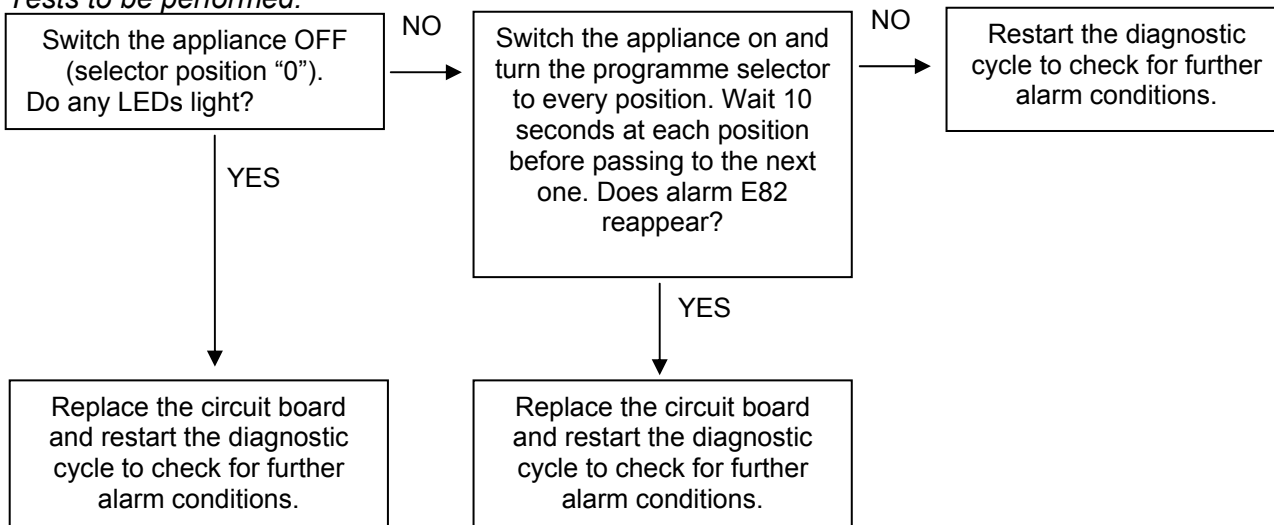 Tests to be performed:
Switch the appliance OFF
(selector position “0”).
Do any LEDs light?
NO
Switch the appliance on and
turn the programme selector
to every position. Wait 10
seconds at each position
before passing to the next
one. Does alarm E82
reappear?
NO
Restart the diagnostic
cycle to check for further
alarm conditions.
YES
YES
Replace the circuit board
and restart the diagnostic
cycle to check for further
alarm conditions.
Replace the circuit board
and restart the diagnostic
cycle to check for further
alarm conditions.